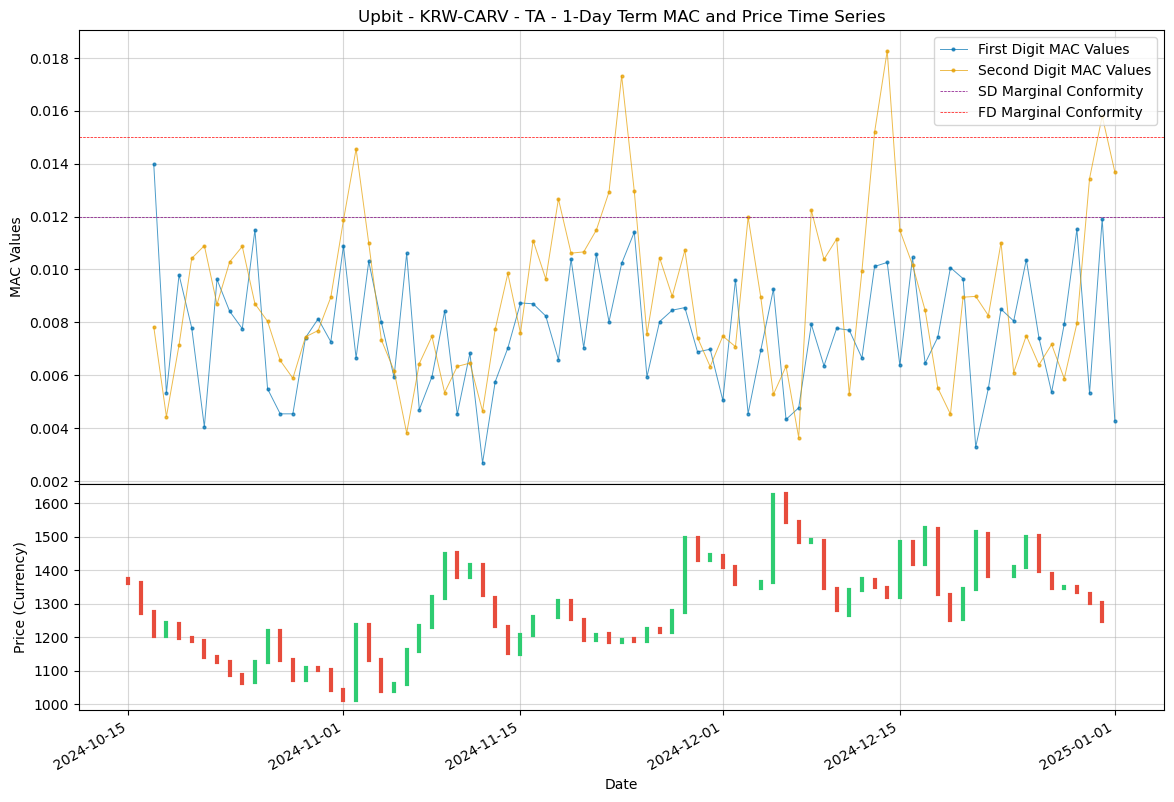 Upbit - KRW-CARV - TA - 1-Day Term MAC and Price Time Series
First Digit MAC Values
Second Digit MAC Values
SD Marginal Conformity
FD Marginal Conformity
MAC Values
0.018
0.016
0.014
0.012
0.010
0.008
0.006
0.004
0.002
Price (Currency)
1600
1500
1400
1300
1200
1100
1000
2024-10-15
2024-11-01
2024-11-15
2024-12-01
2024-12-15
2025-01-01
Date